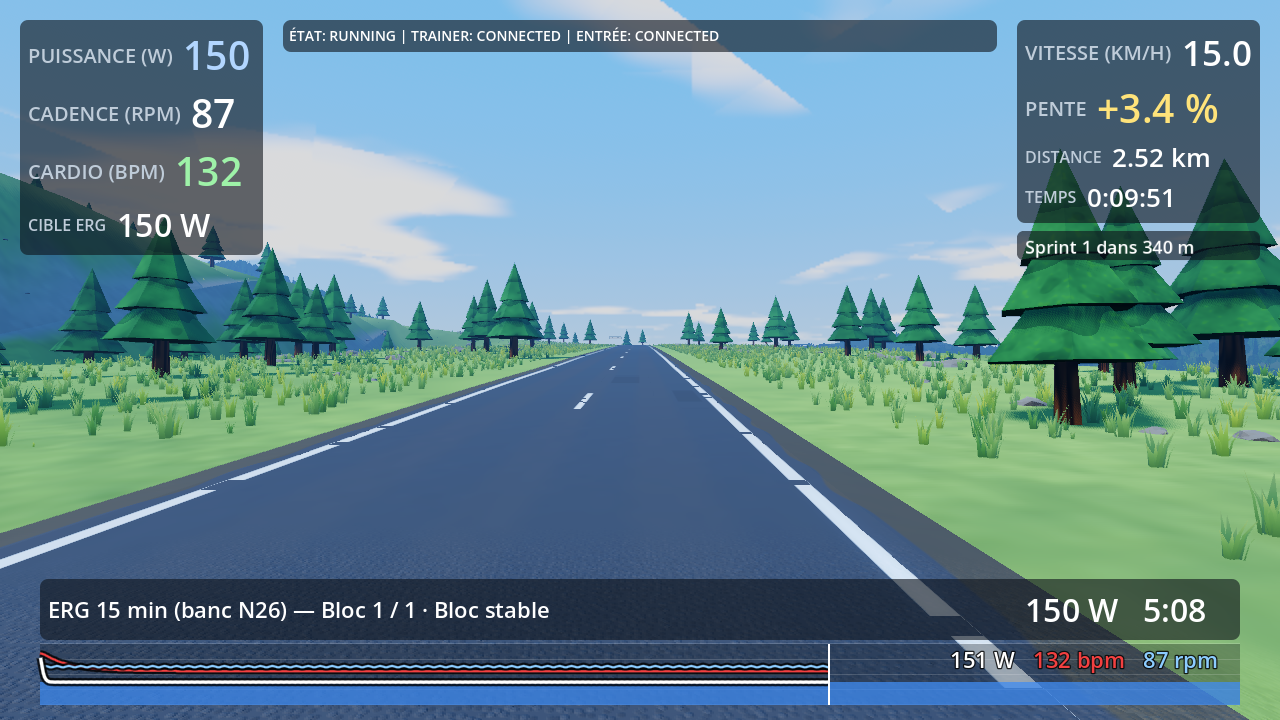 PUISSANCE (W) 150
CADENCE (RPM) 87
CARDIO (BPM) 132
CIBLE ERG 150 W
ÉTAT: RUNNING | TRAINER: CONNECTED | ENTRÉE: CONNECTED
VITESSE (KM/H) 15.0
PENTE +3.4 %
DISTANCE 2.52 km
TEMPS 0:09:51
Sprint 1 dans 340 m
ERG 15 min (banc N26) — Bloc 1 / 1 · Bloc stable 150 W 5:08
151 W 132 bpm 87 rpm